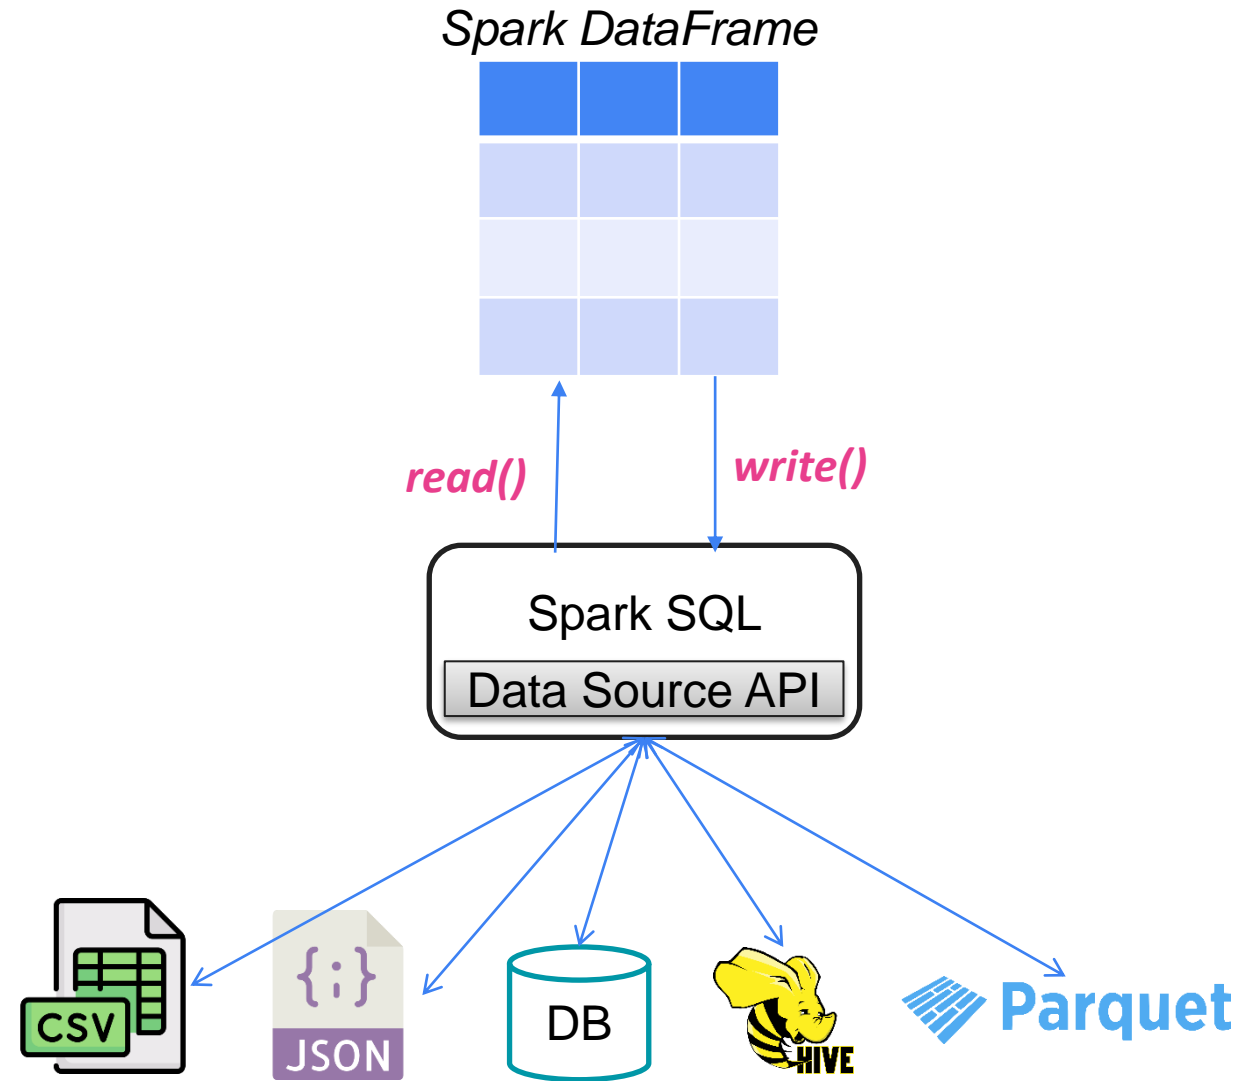 Spark DataFrame
read()
write()
Spark SQL
Data Source API
CSV
{;}
JSON
DB
HIVE
Parquet